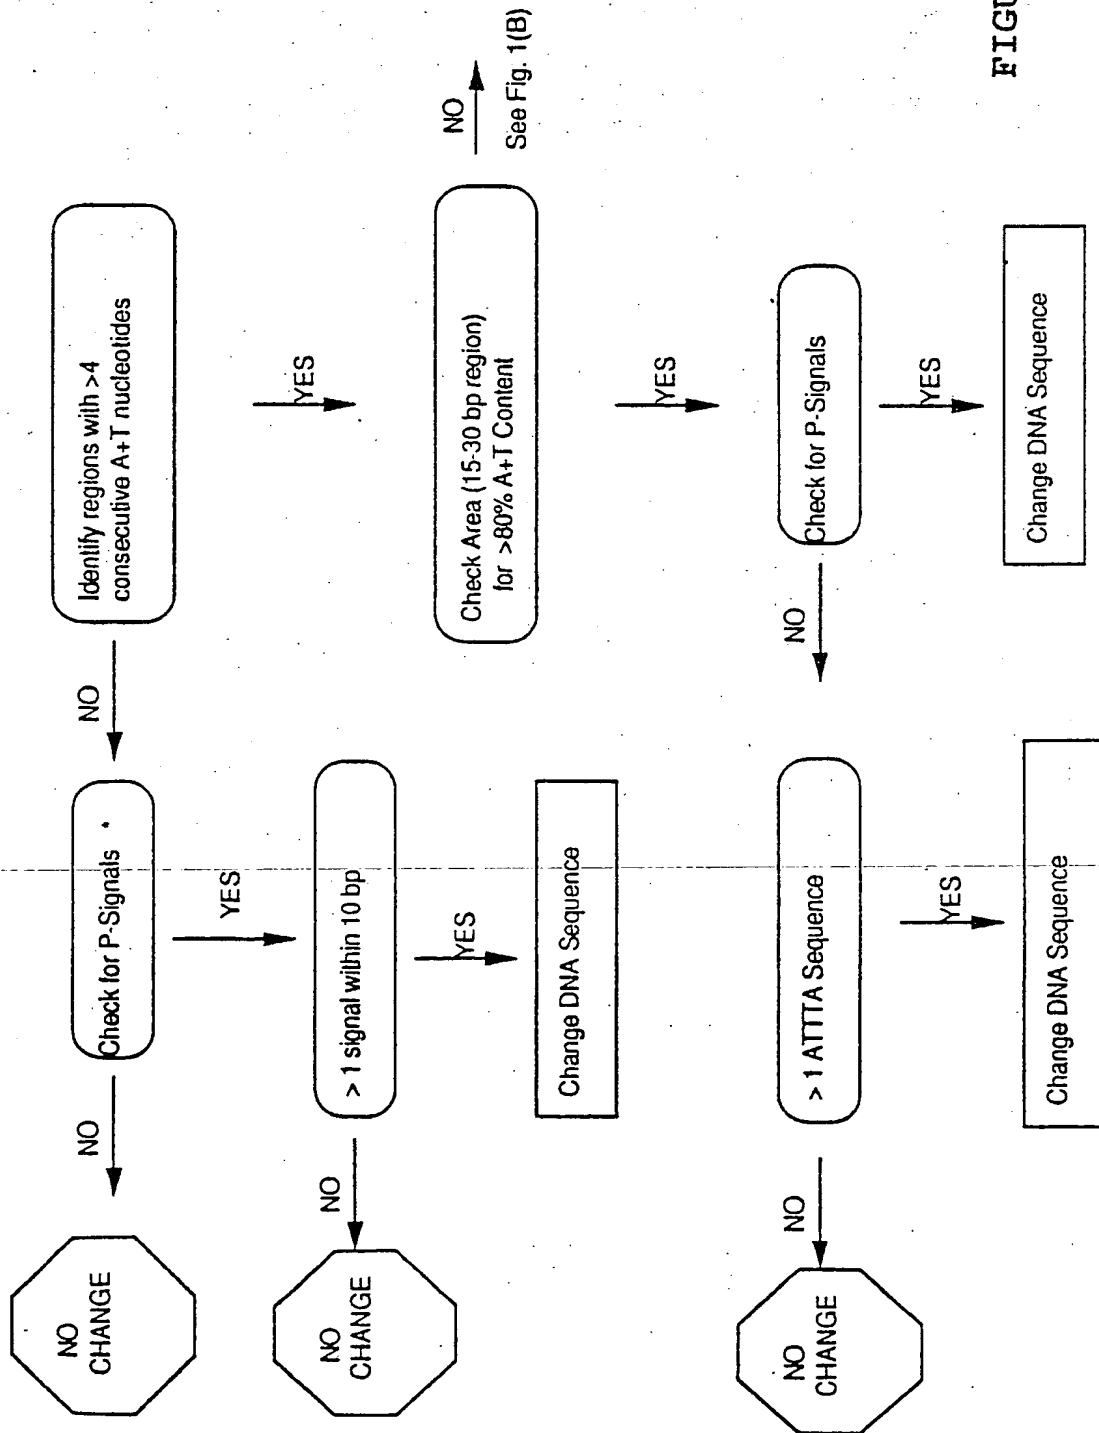 Identify regions with >4
consecutive A+T nucleotides
NO
Check for P-Signals *
NO
NO
CHANGE
YES
YES
> 1 signal within 10 bp
NO
NO
CHANGE
YES
Change DNA Sequence
Check Area (15-30 bp region)
for >80% A+T Content
NO
See Fig. 1(B)
YES
Check for P-Signals
NO
> 1 ATTTA Sequence
NO
NO
CHANGE
YES
Change DNA Sequence
YES
Change DNA Sequence